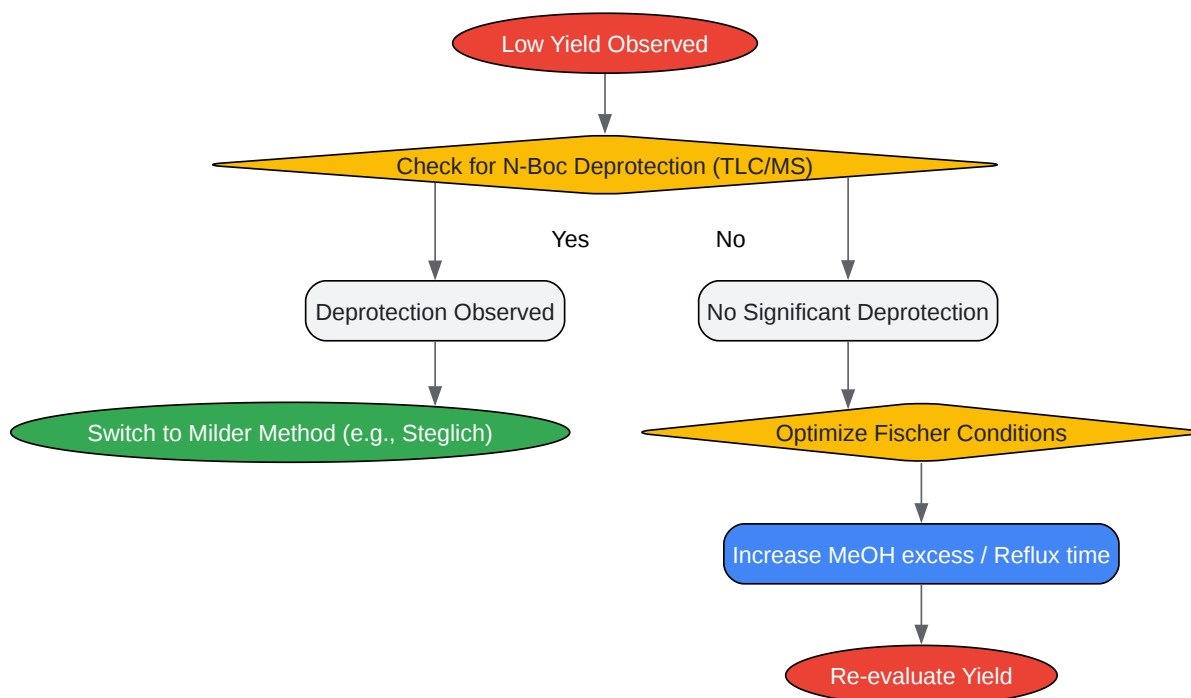 Low Yield Observed
Check for N-Boc Deprotection (TLC/MS)
Yes
No
Deprotection Observed
No Significant Deprotection
Switch to Milder Method (e.g., Steglich)
Optimize Fischer Conditions
Increase MeOH excess / Reflux time
Re-evaluate Yield